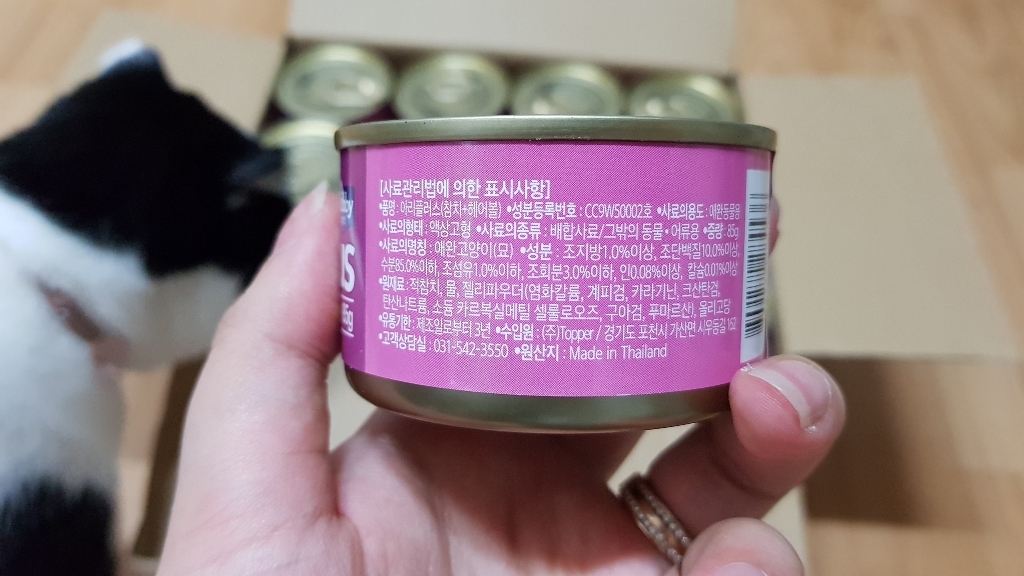 [사료관리법에 의한 표시사항]
•품명 : 아리플러스(참치+헤어볼) •성분등록번호 : CC9WS0002호 •사료의용도 : 애완동물용
•사료의형태 : 액상고형 •사료의종류 : 배합사료/그밖의 동물·어류용 •중량 : 85g
•사료의명칭 : 애완고양이(묘) •성분 : 조지방1.0%이상, 조단백질10.0%이상,
수분85.0%이하, 조섬유1.0%이하, 조회분3.0%이하, 인0.08%이상, 칼슘0.01%이상
•원재료 : 적참치, 물, 젤리파우더(염화칼륨, 계피검, 카라기난, 크산탄검,
탄산나트륨, 소듐 카르복실메틸 셀룰로오즈, 구아검, 푸마르산), 올리고당
•유통기한 : 제조일로부터 3년 •수입원 : (주)Topper / 경기도 포천시 가산면 시우동길 162
•고객상담실 : 031-542-3550 •원산지 : Made in Thailand